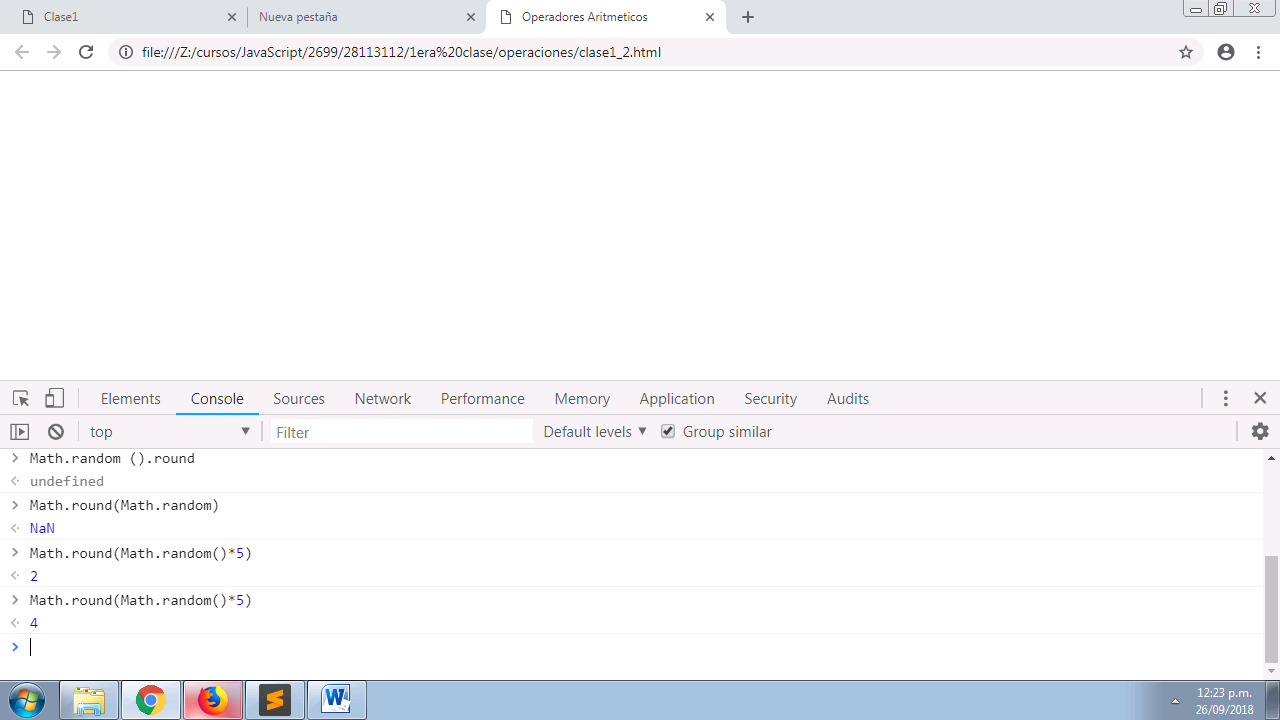 Clase1
Nueva pestaña
Operadores Aritmeticos
file:///Z:/cursos/JavaScript/2699/28113112/1era%20clase/operaciones/clase1_2.html
Elements Console Sources Network Performance Memory Application Security Audits
top Filter Default levels Group similar
Math.random ().round
undefined
Math.round(Math.random)
NaN
Math.round(Math.random()*5)
2
Math.round(Math.random()*5)
4
12:23 p.m.
26/09/2018